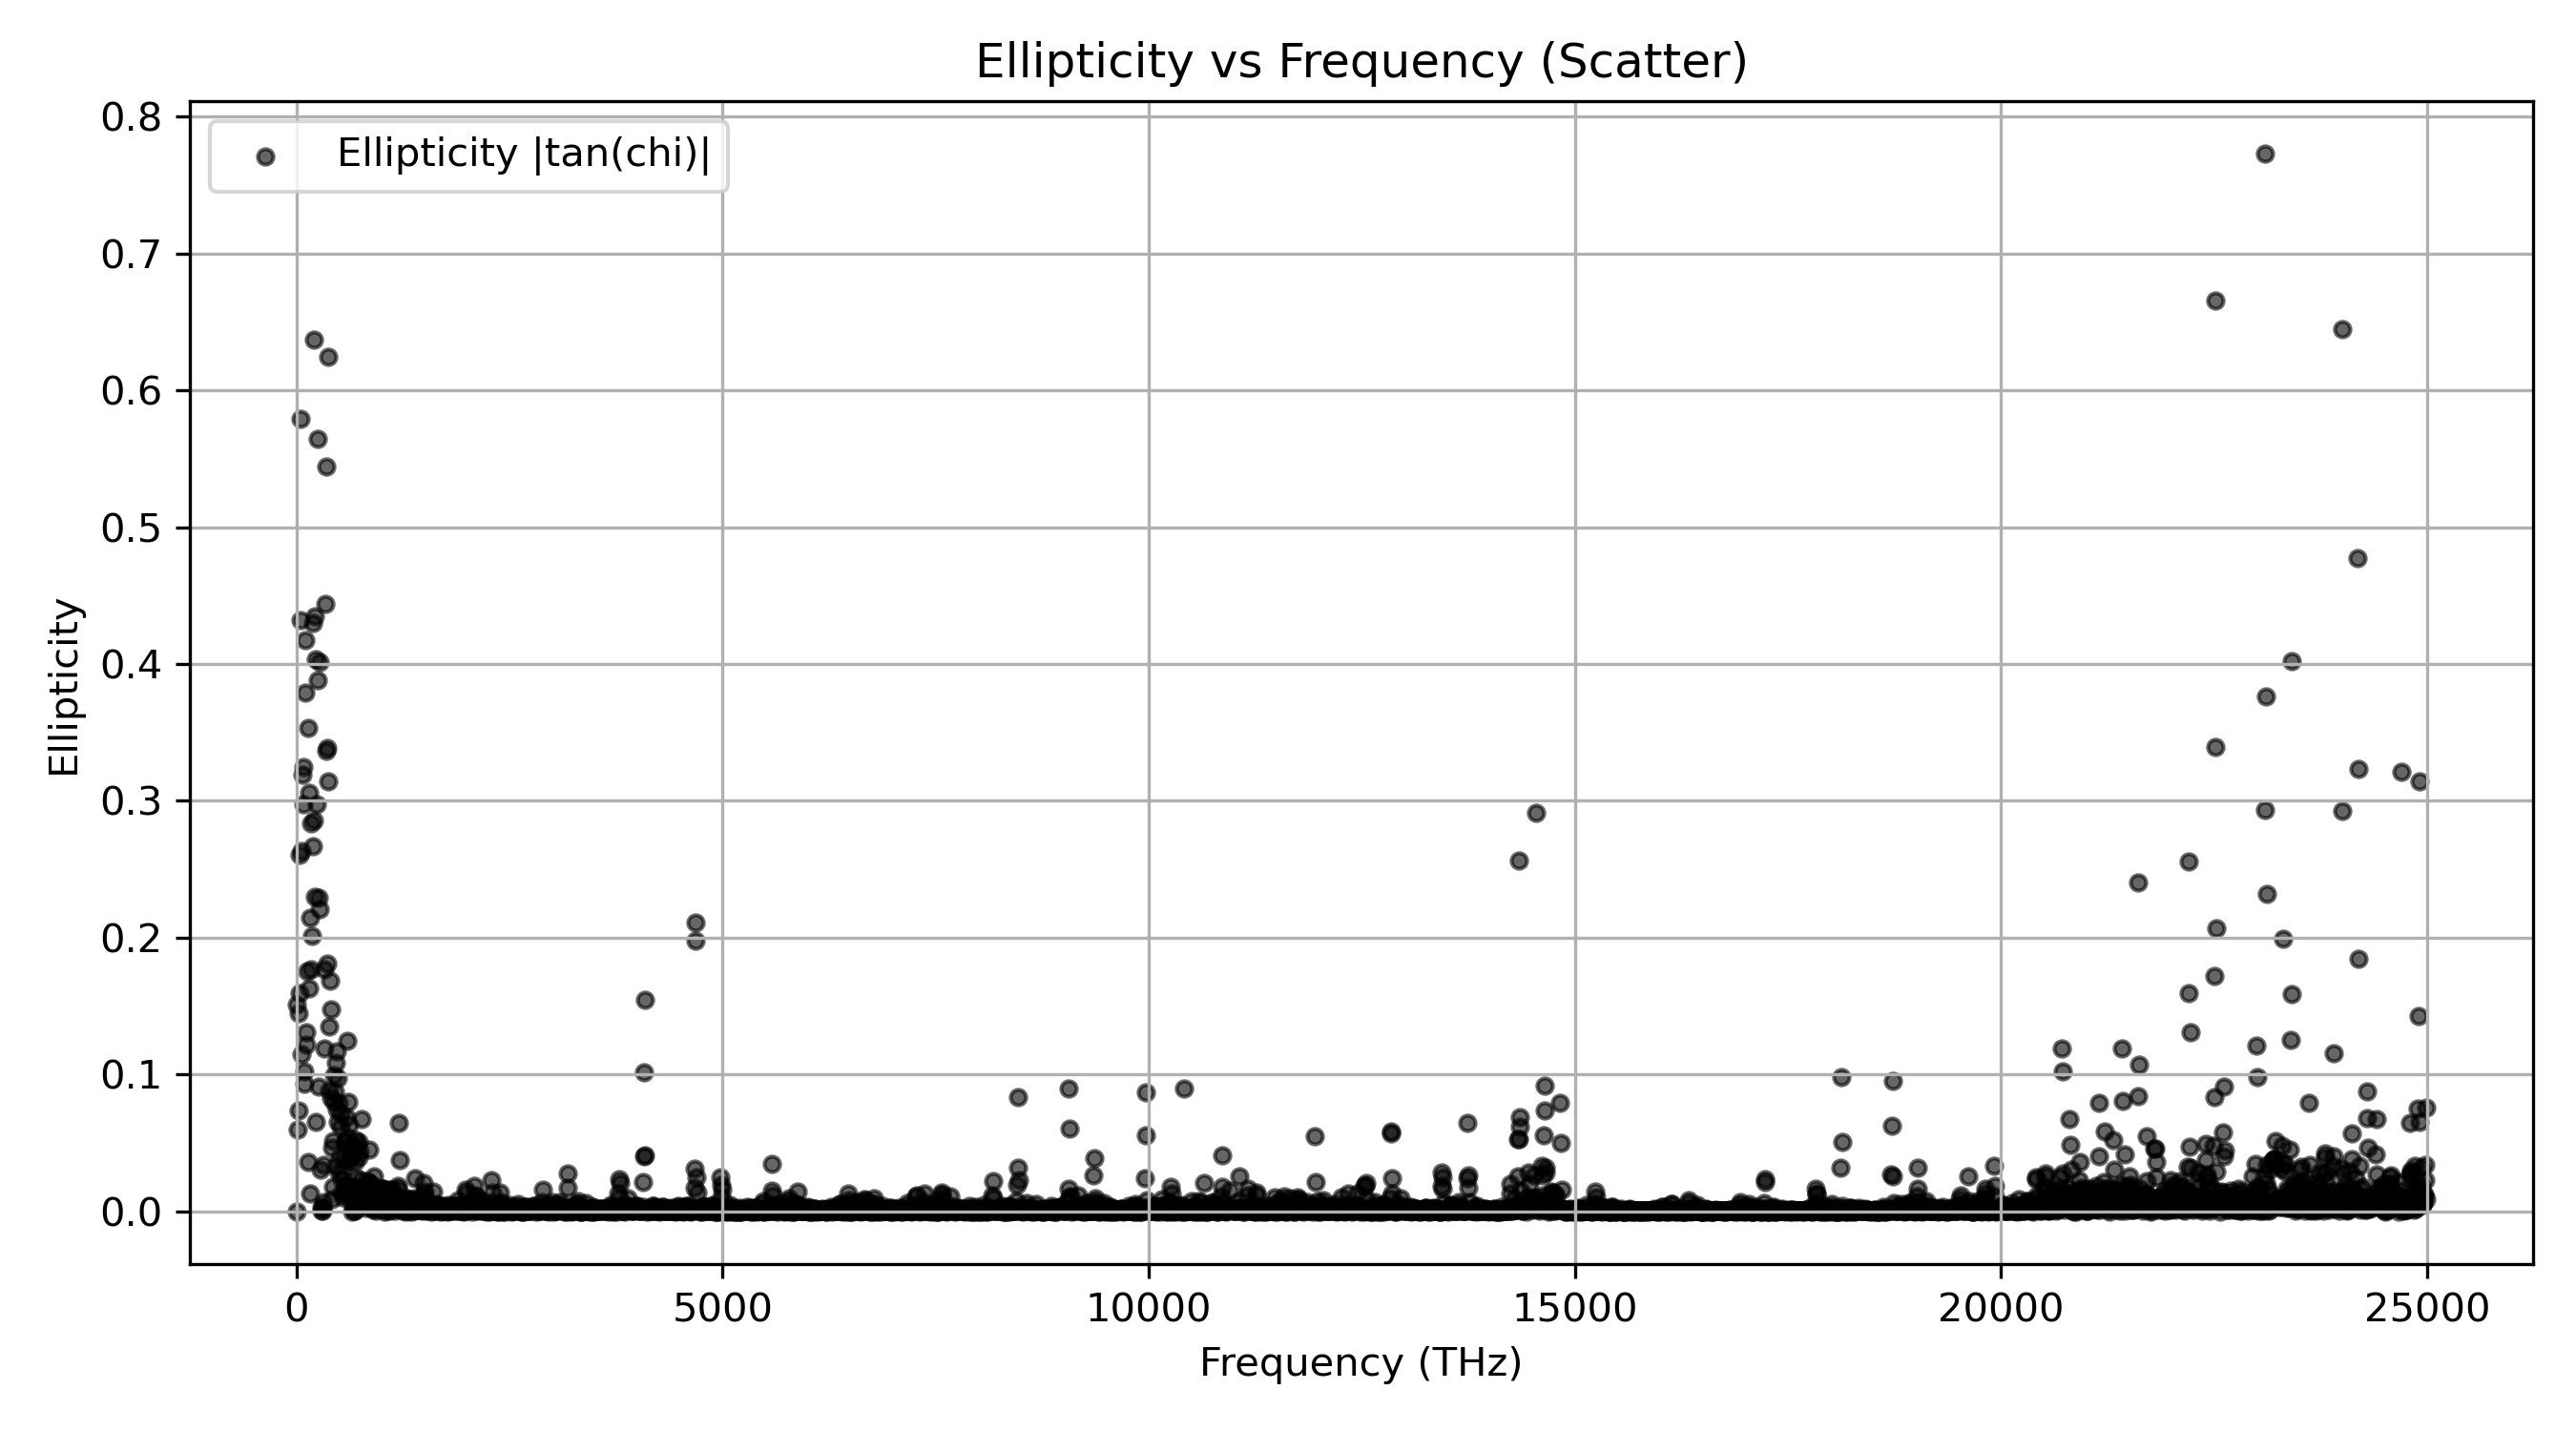 Ellipticity vs Frequency (Scatter)
Ellipticity |tan(chi)|
Ellipticity
0.8
0.7
0.6
0.5
0.4
0.3
0.2
0.1
0.0
0 5000 10000 15000 20000 25000
Frequency (THz)